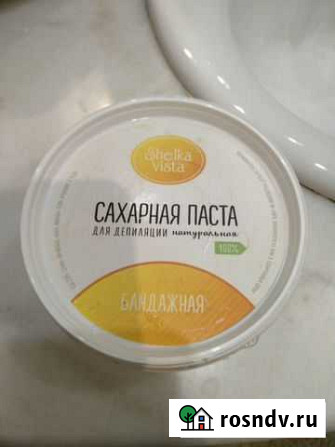 Shelka
vista
САХАРНАЯ ПАСТА
ДЛЯ ДЕПИЛЯЦИИ натуральная
100%
БАНДАЖНАЯ
rosndv.ru